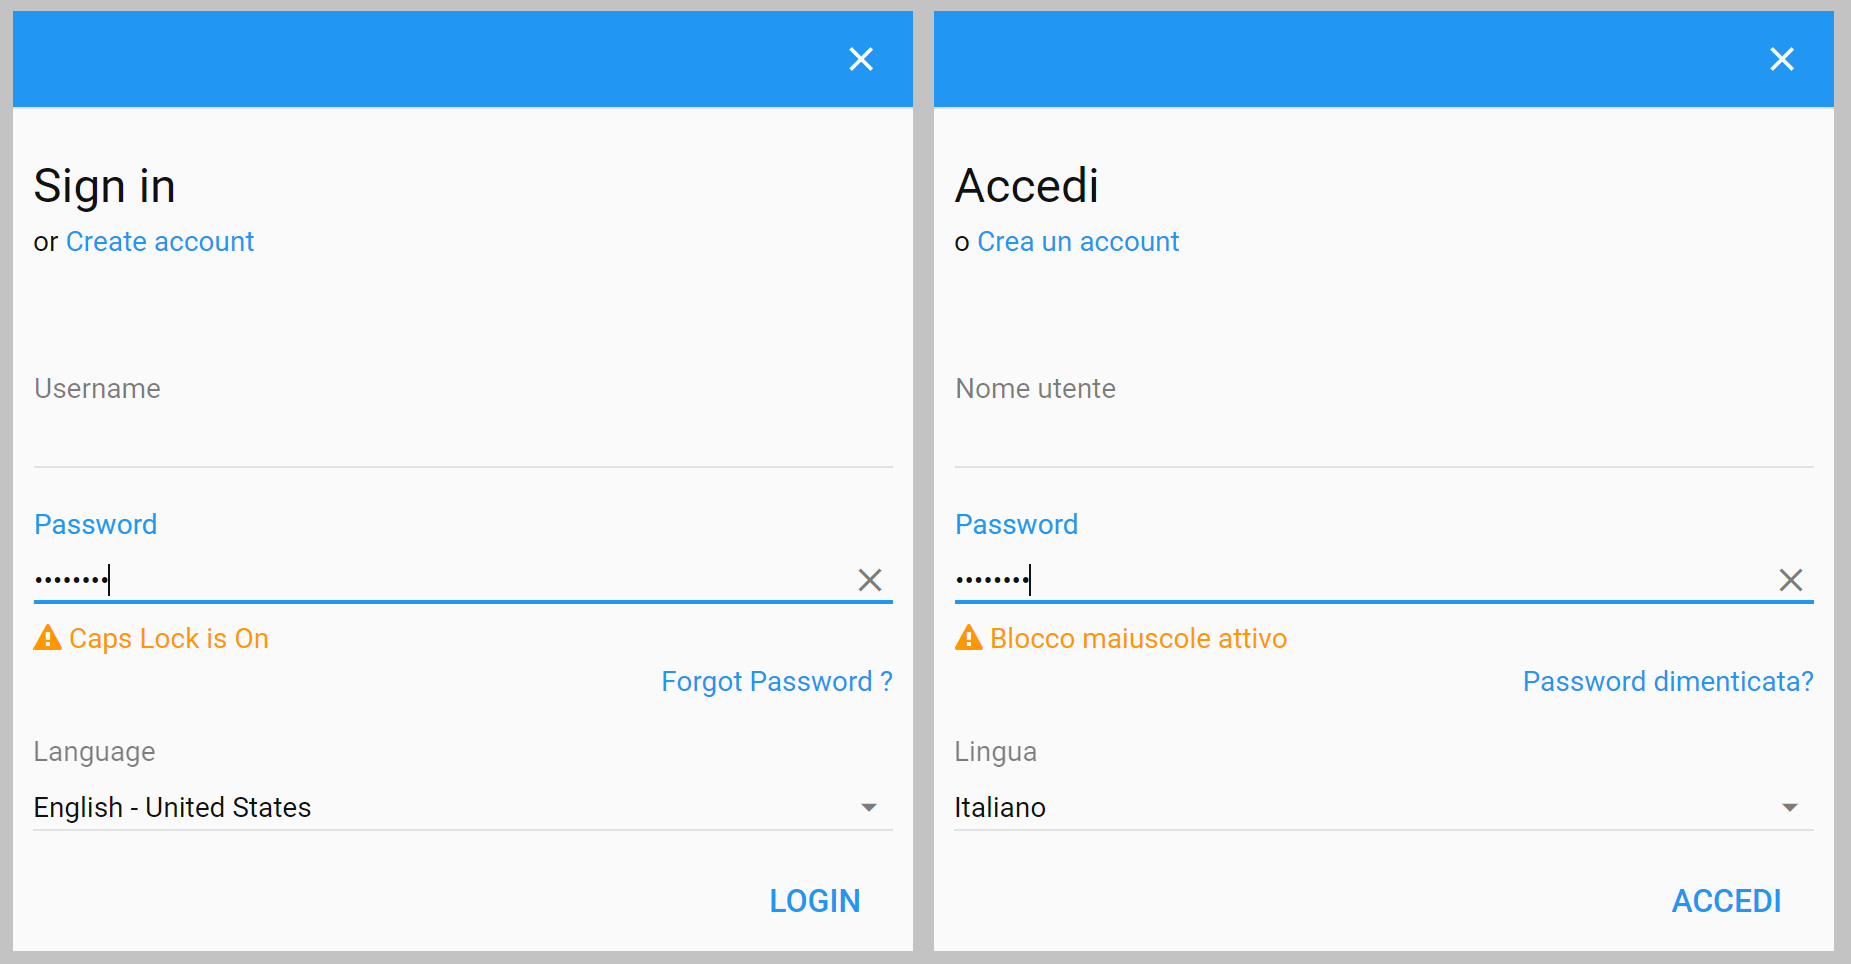 Sign in
or Create account
Username
Password
••••••••
Caps Lock is On
Forgot Password ?
Language
English - United States
LOGIN
Accedi
o Crea un account
Nome utente
Password
••••••••
Blocco maiuscole attivo
Password dimenticata?
Lingua
Italiano
ACCEDI